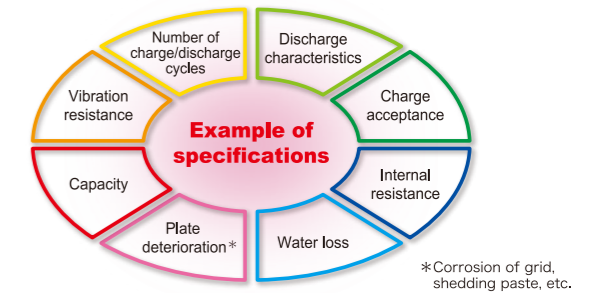 Number of
charge/discharge
cycles
Discharge
characteristics
Vibration
resistance
Charge
acceptance
Example of
specifications
Capacity
Internal
resistance
Plate
deterioration＊
Water loss
＊Corrosion of grid,
shedding paste, etc.